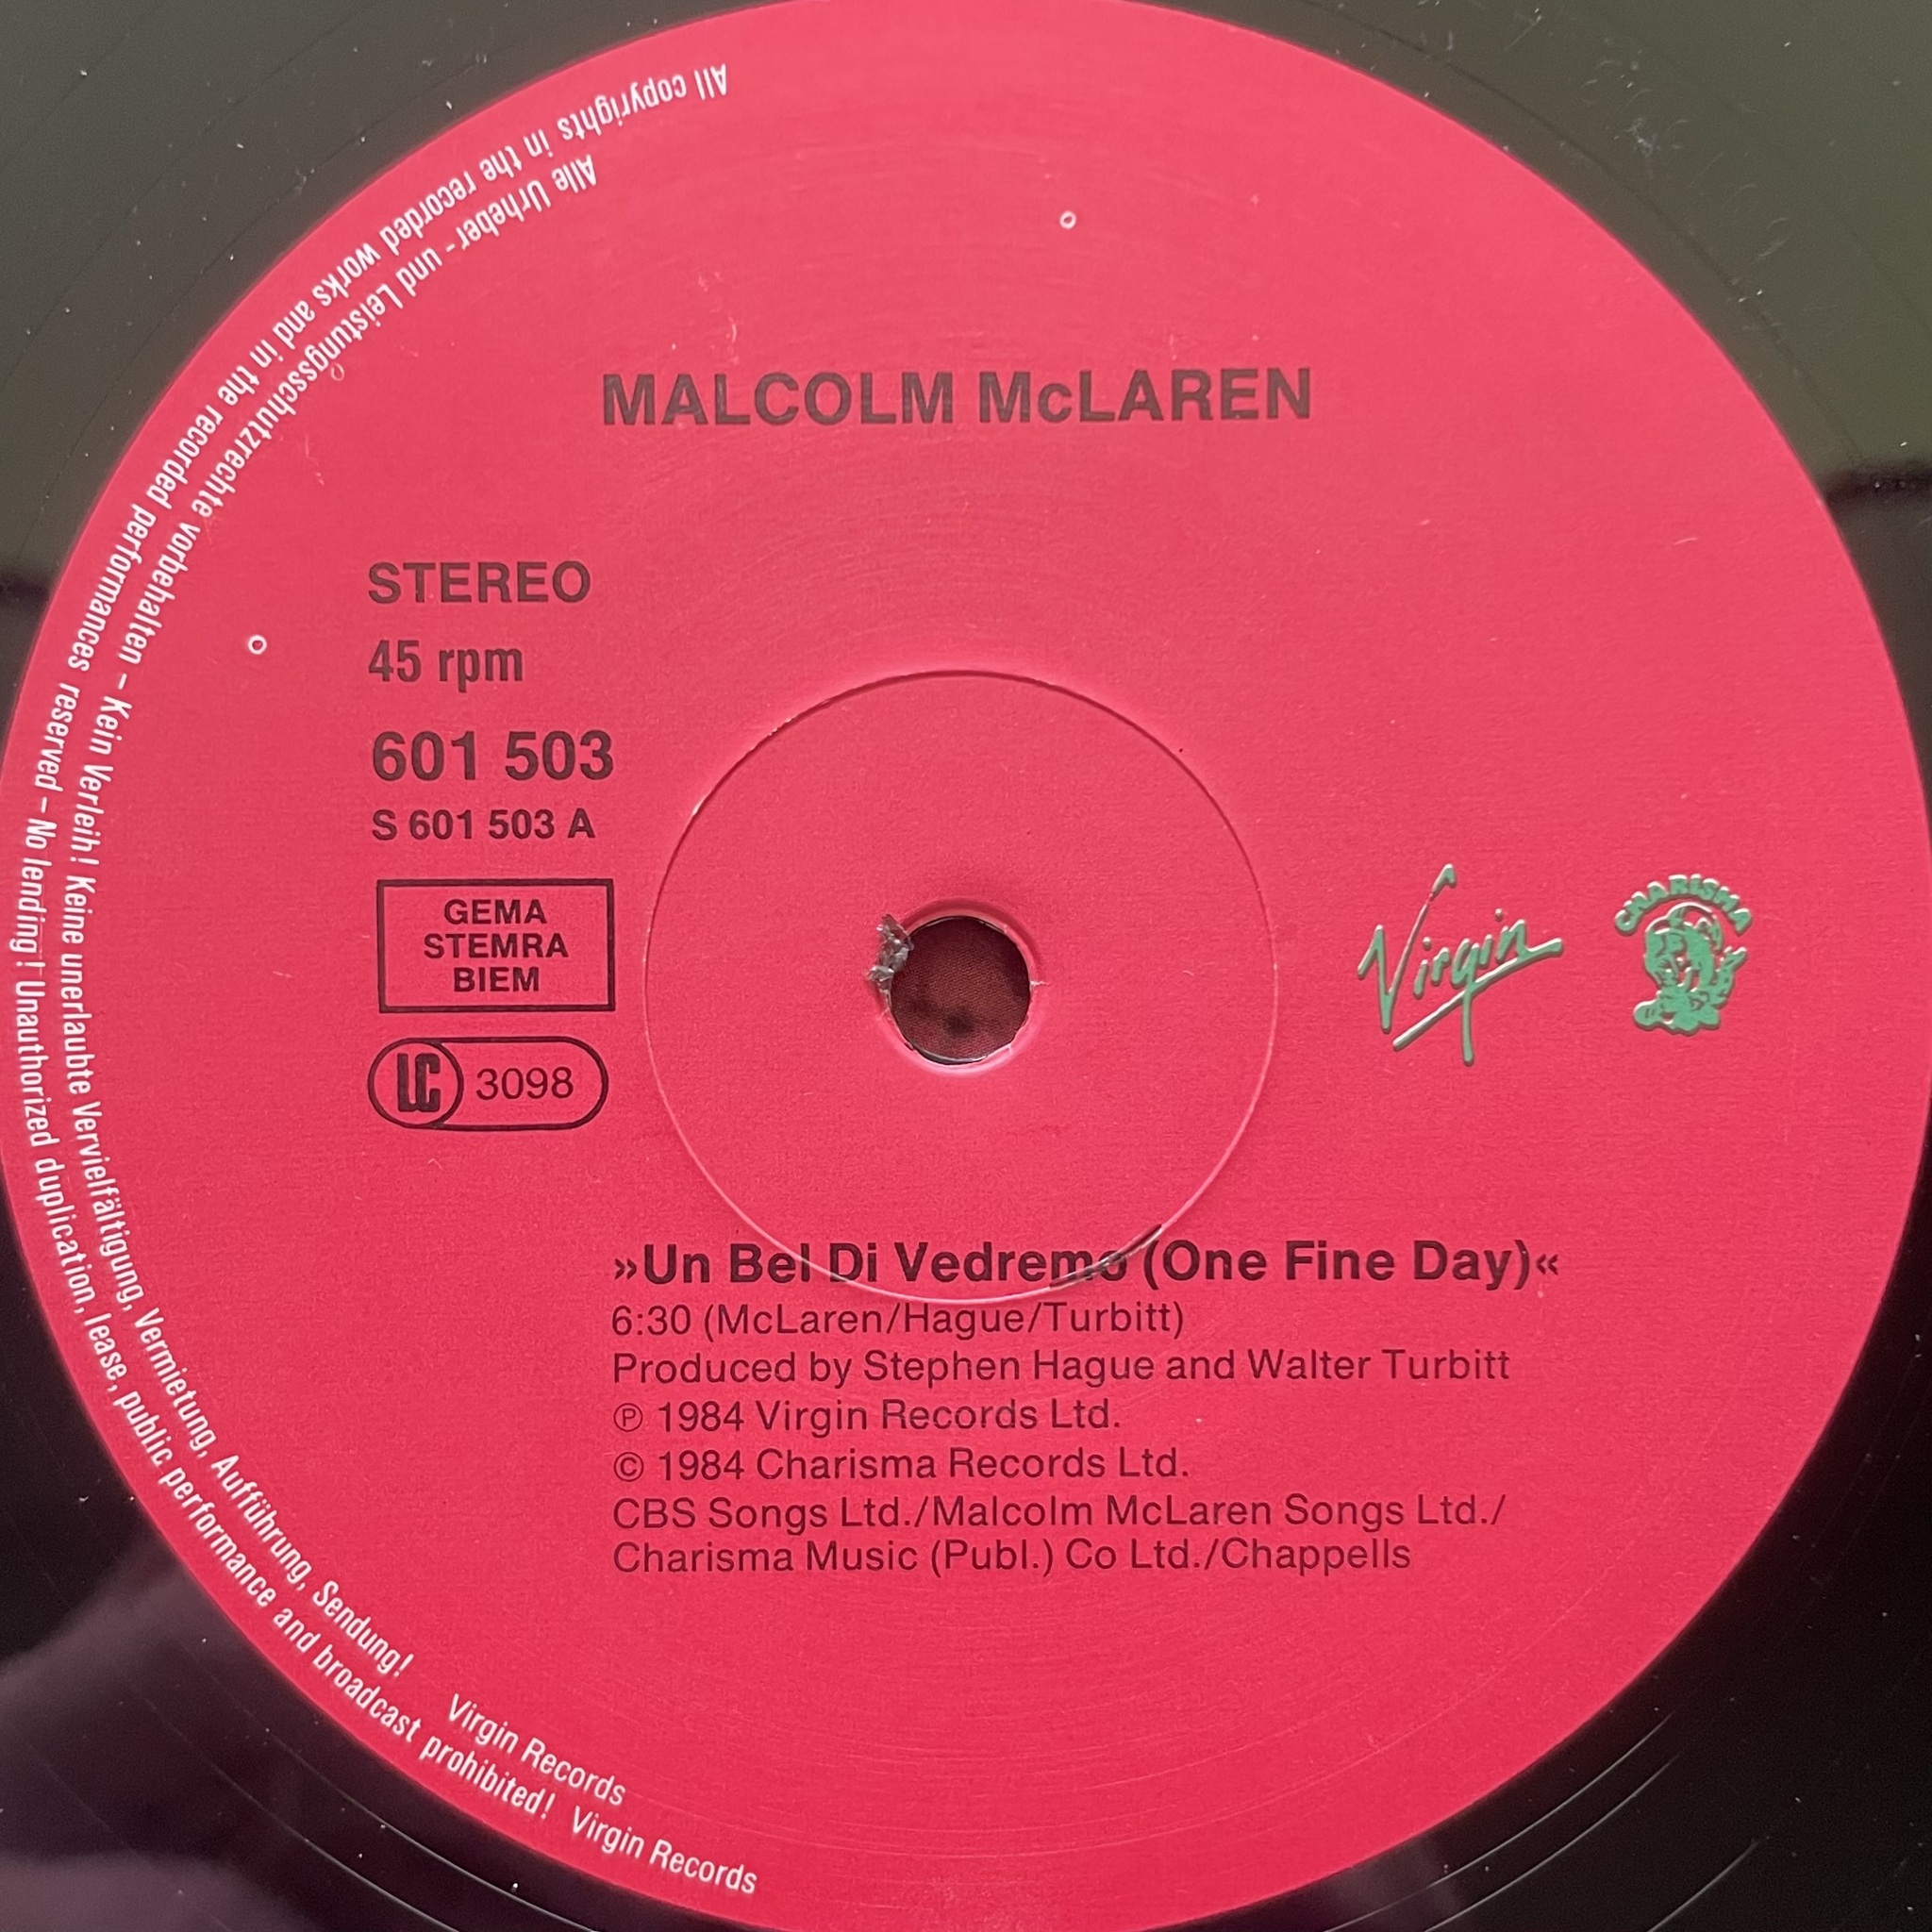 MALCOLM McLAREN
STEREO
45 rpm
601 503
S 601 503 A
GEMA
STEMRA
BIEM
LC 3098
Virgin
CHARISMA
»Un Bel Di Vedremo (One Fine Day)«
6:30 (McLaren/Hague/Turbitt)
Produced by Stephen Hague and Walter Turbitt
℗ 1984 Virgin Records Ltd.
© 1984 Charisma Records Ltd.
CBS Songs Ltd./Malcolm McLaren Songs Ltd./
Charisma Music (Publ.) Co Ltd./Chappells
Alle Urheber- und Leistungsschutzrechte vorbehalten – Kein Verleih! Keine unerlaubte Vervielfältigung, Vermietung, Aufführung, Sendung! Virgin Records
All copyrights in the recorded works and in the recorded performances reserved – No lending! Unauthorized duplication, lease, public performance and broadcast prohibited! Virgin Records